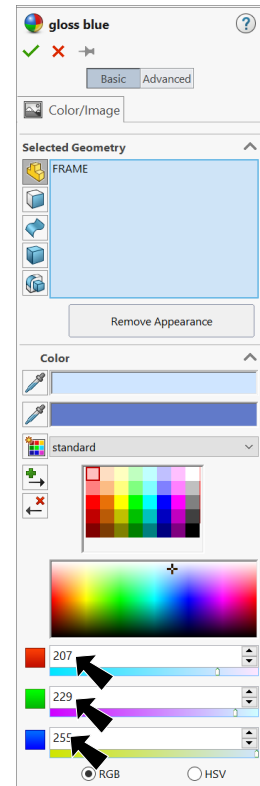 gloss blue
?
Basic Advanced
Color/Image
Selected Geometry
FRAME
Remove Appearance
Color
standard
207
229
255
RGB HSV